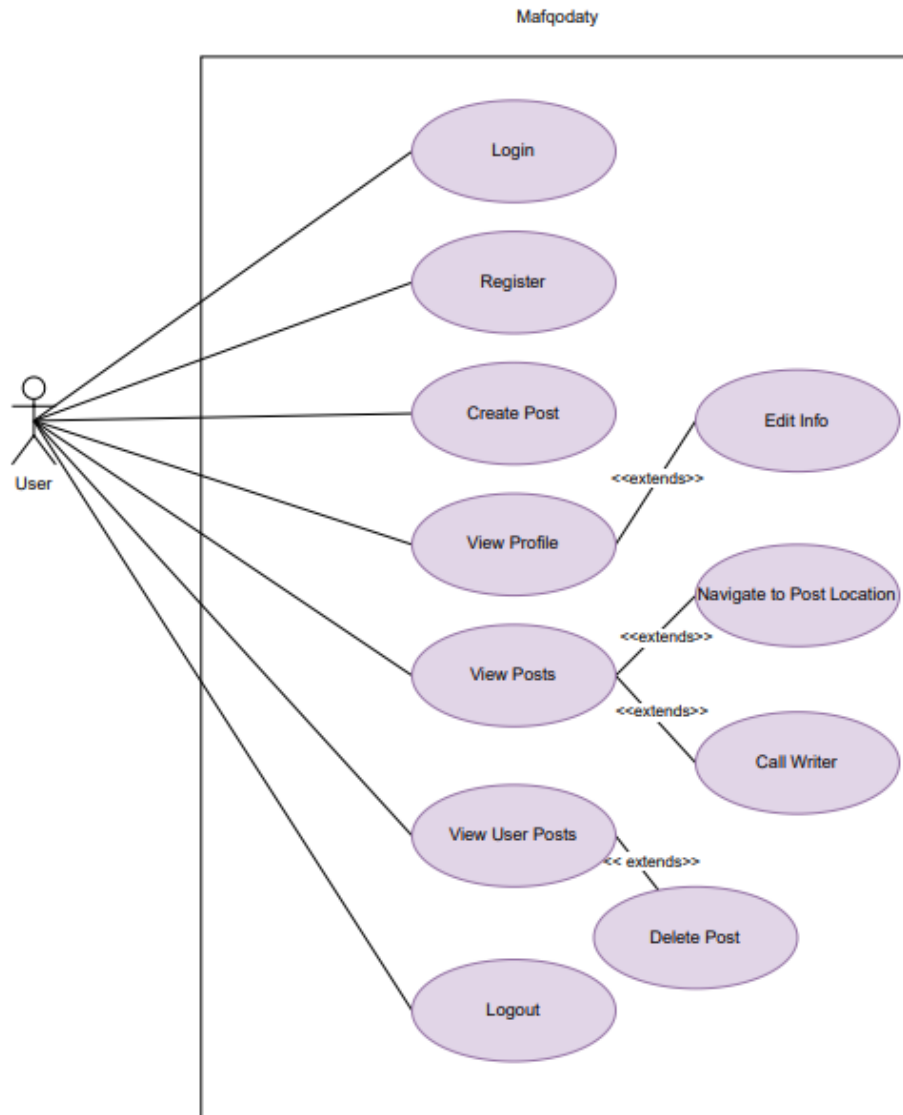 Mafqodaty
Login
Register
Create Post
Edit Info
<<extends>>
User
View Profile
Navigate to Post Location
<<extends>>
View Posts
<<extends>>
Call Writer
View User Posts
<< extends>>
Delete Post
Logout